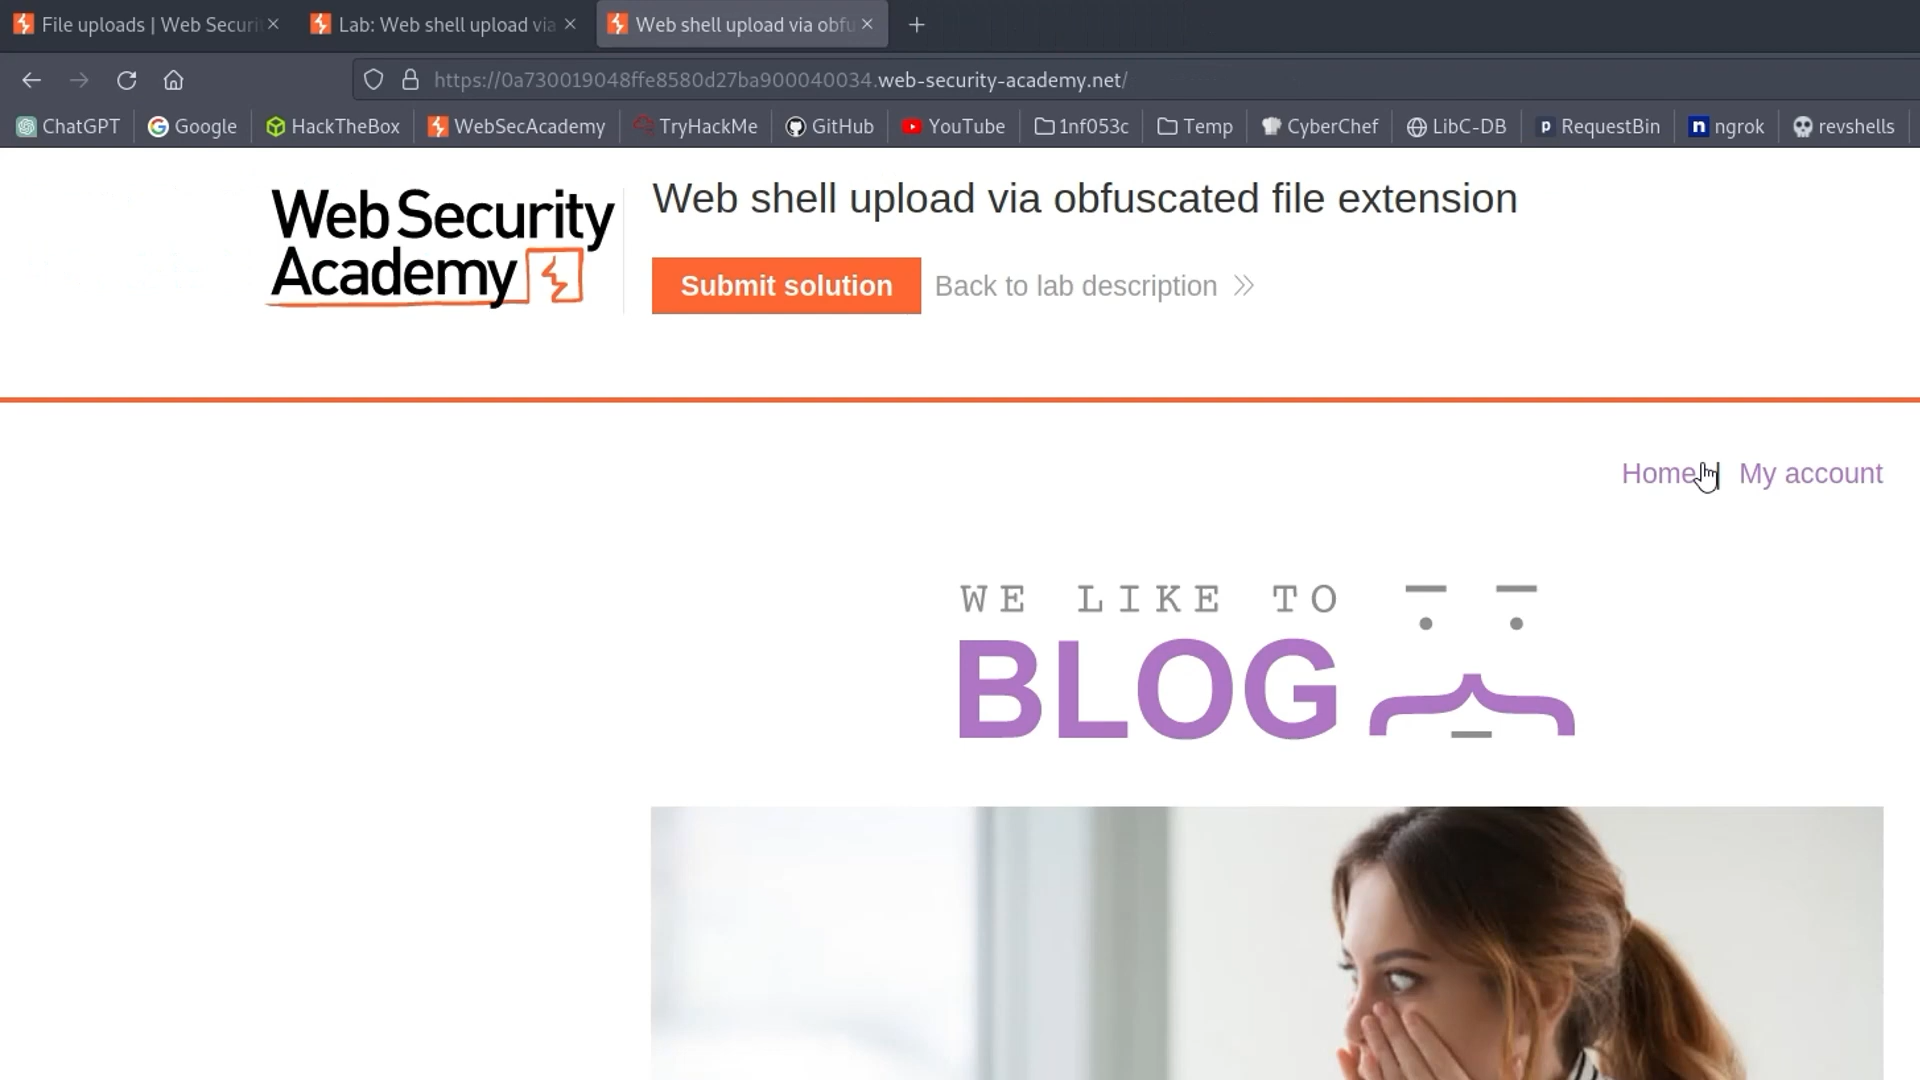 File uploads | Web Securi
Lab: Web shell upload via
Web shell upload via obfu
https://0a730019048ffe8580d27ba900040034.web-security-academy.net/
ChatGPT
Google
HackTheBox
WebSecAcademy
TryHackMe
GitHub
YouTube
1nf053c
Temp
CyberChef
LibC-DB
RequestBin
ngrok
revshells
Web Security
Academy
Web shell upload via obfuscated file extension
Submit solution
Back to lab description
Home | My account
WE LIKE TO
BLOG